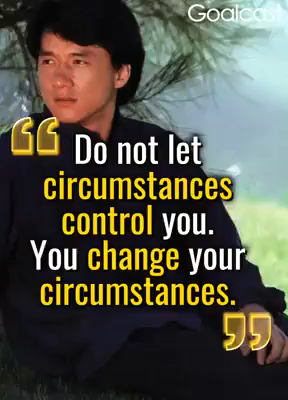 Goalcast
“
Do not let
circumstances
control you.
You change your
circumstances.
”